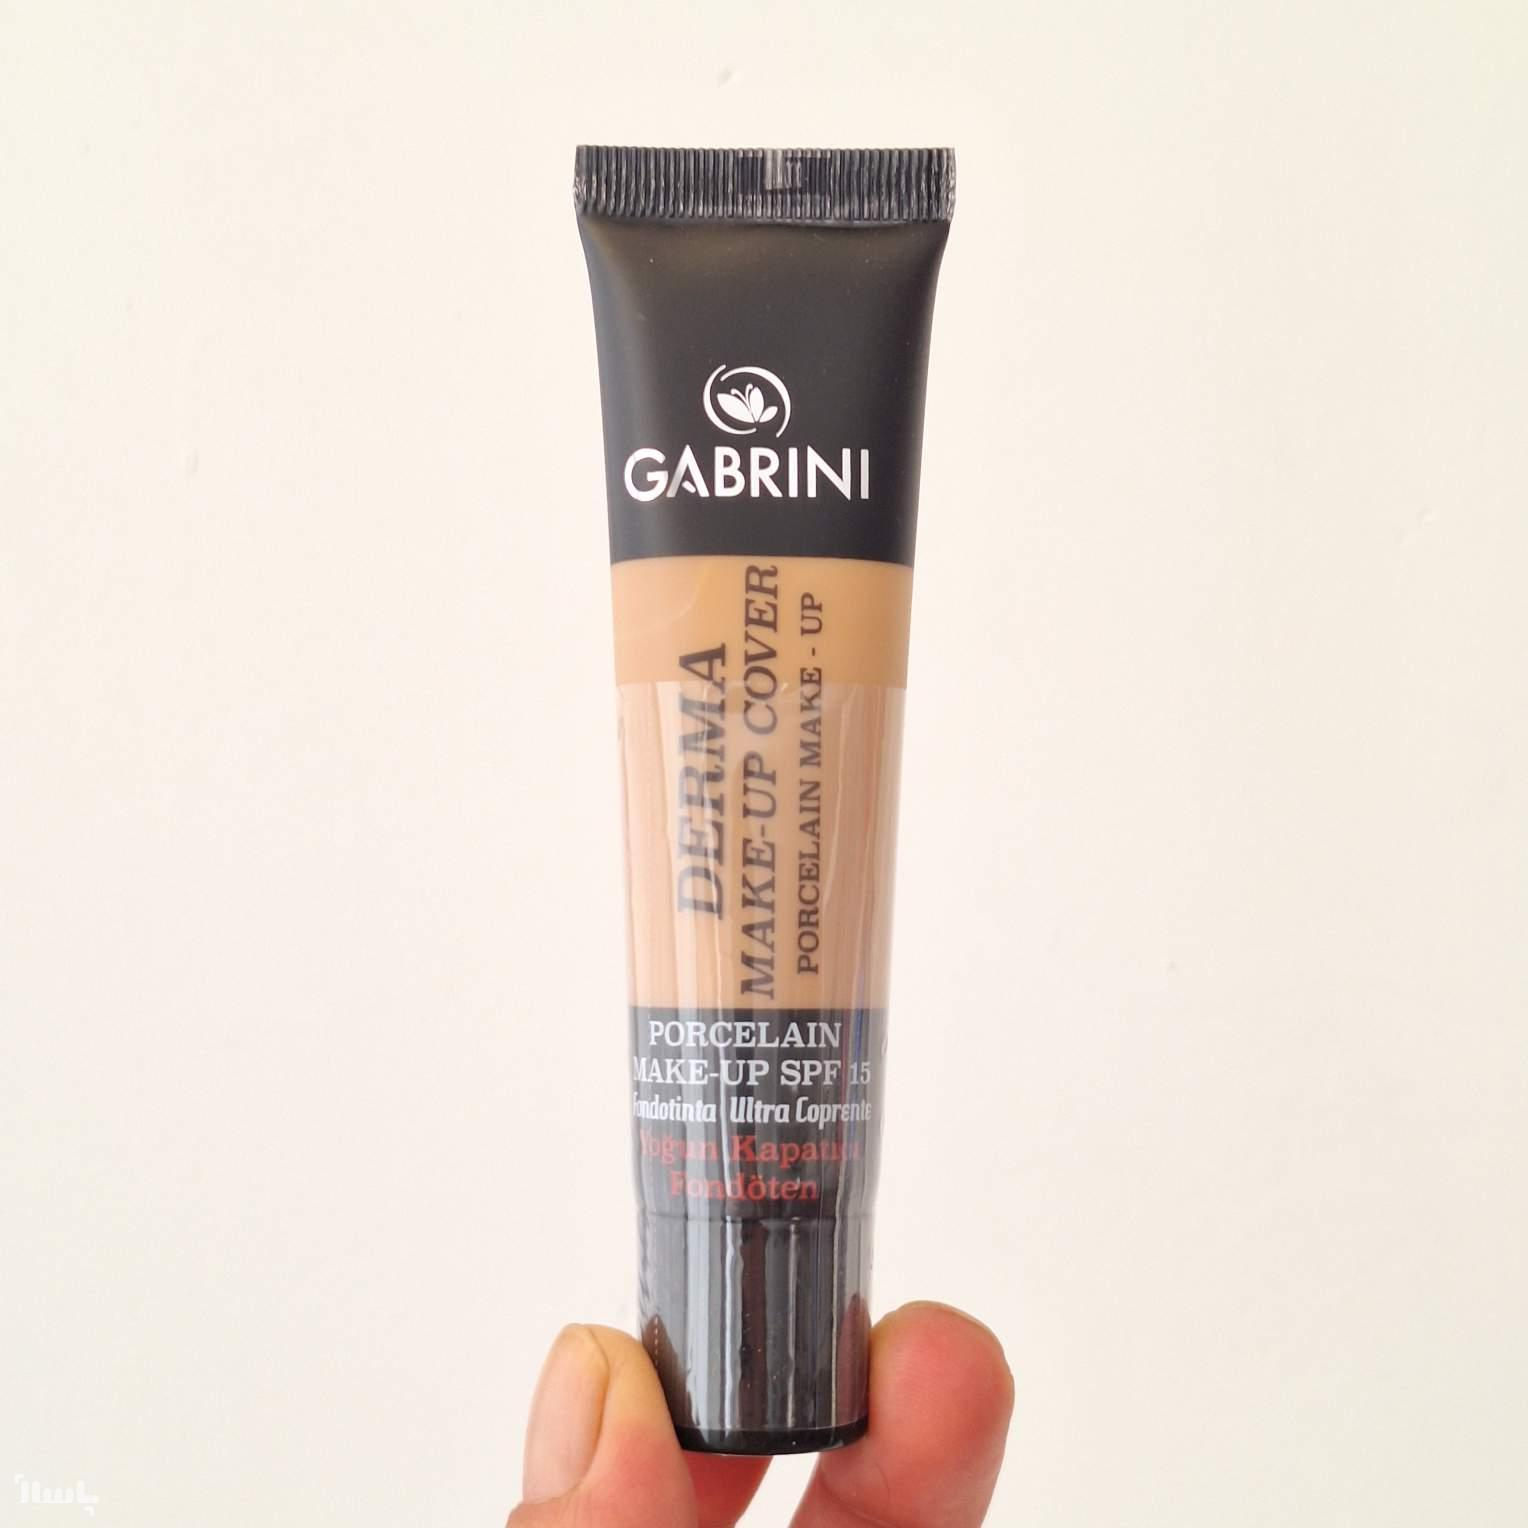 GABRINI
DERMA
MAKE-UP COVER
PORCELAIN MAKE - UP
PORCELAIN
MAKE-UP SPF 15
Fondotinta Ultra Coprente
Yoğun Kapatıcı
Fondöten
باسلام